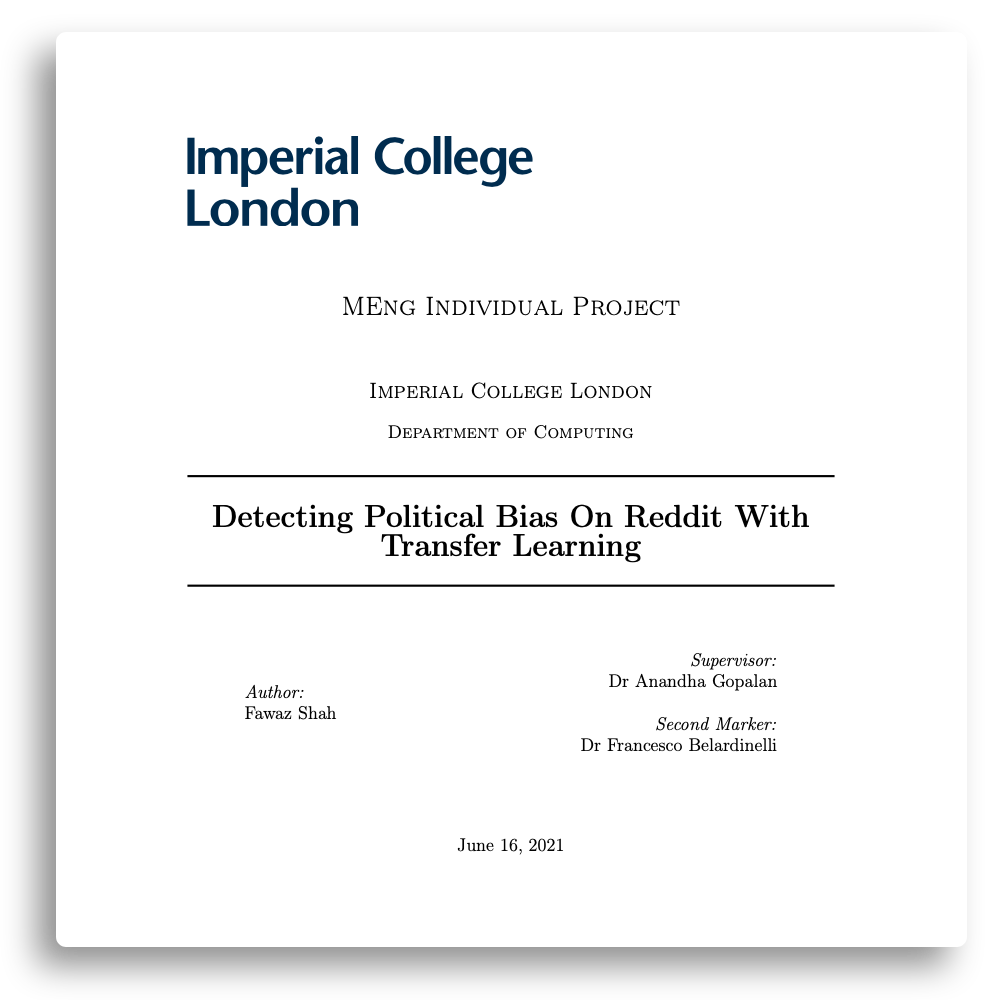 Imperial College
London
MEng Individual Project
Imperial College London
Department of Computing
Detecting Political Bias On Reddit With
Transfer Learning
Author:
Fawaz Shah
Supervisor:
Dr Anandha Gopalan
Second Marker:
Dr Francesco Belardinelli
June 16, 2021